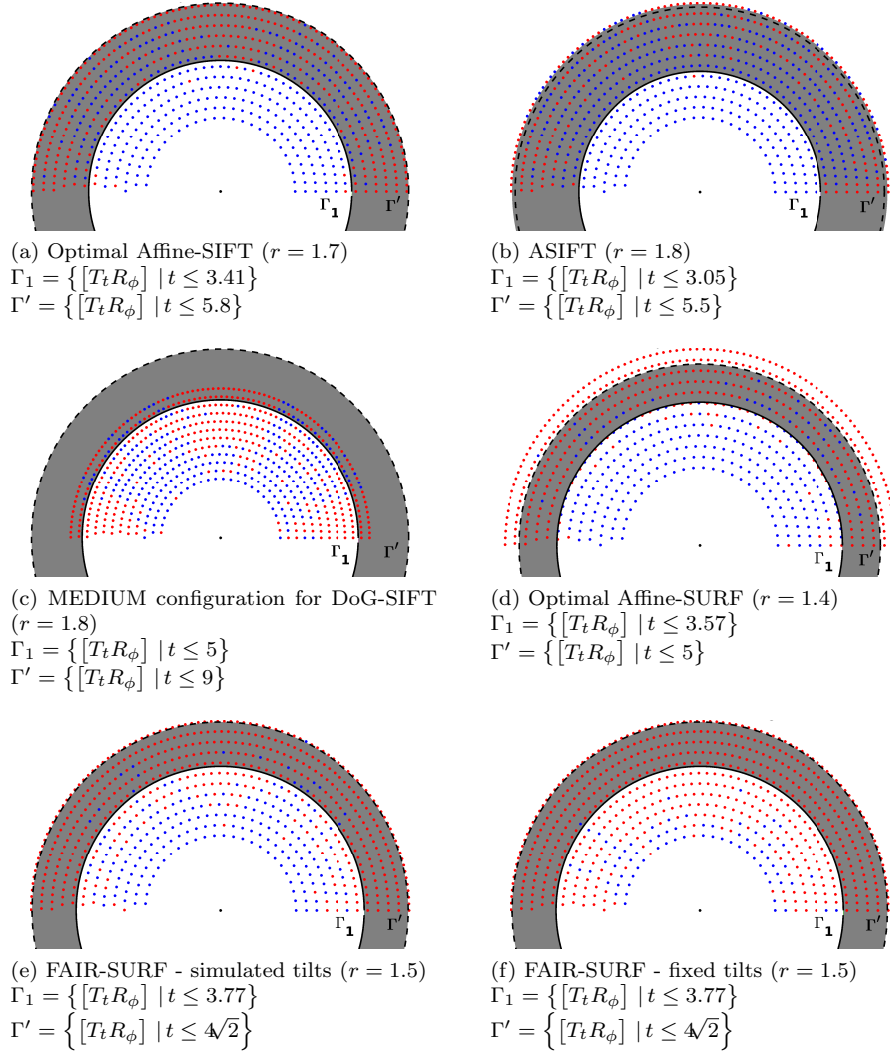 Γ₁ Γ′
Γ₁ Γ′
(a) Optimal Affine-SIFT (r = 1.7)
Γ₁ = {[TₜRᵩ] | t ≤ 3.41}
Γ′ = {[TₜRᵩ] | t ≤ 5.8}
(b) ASIFT (r = 1.8)
Γ₁ = {[TₜRᵩ] | t ≤ 3.05}
Γ′ = {[TₜRᵩ] | t ≤ 5.5}
Γ₁ Γ′
Γ₁ Γ′
(c) MEDIUM configuration for DoG-SIFT
(r = 1.8)
Γ₁ = {[TₜRᵩ] | t ≤ 5}
Γ′ = {[TₜRᵩ] | t ≤ 9}
(d) Optimal Affine-SURF (r = 1.4)
Γ₁ = {[TₜRᵩ] | t ≤ 3.57}
Γ′ = {[TₜRᵩ] | t ≤ 5}
Γ₁ Γ′
Γ₁ Γ′
(e) FAIR-SURF - simulated tilts (r = 1.5)
Γ₁ = {[TₜRᵩ] | t ≤ 3.77}
Γ′ = {[TₜRᵩ] | t ≤ 4√2}
(f) FAIR-SURF - fixed tilts (r = 1.5)
Γ₁ = {[TₜRᵩ] | t ≤ 3.77}
Γ′ = {[TₜRᵩ] | t ≤ 4√2}